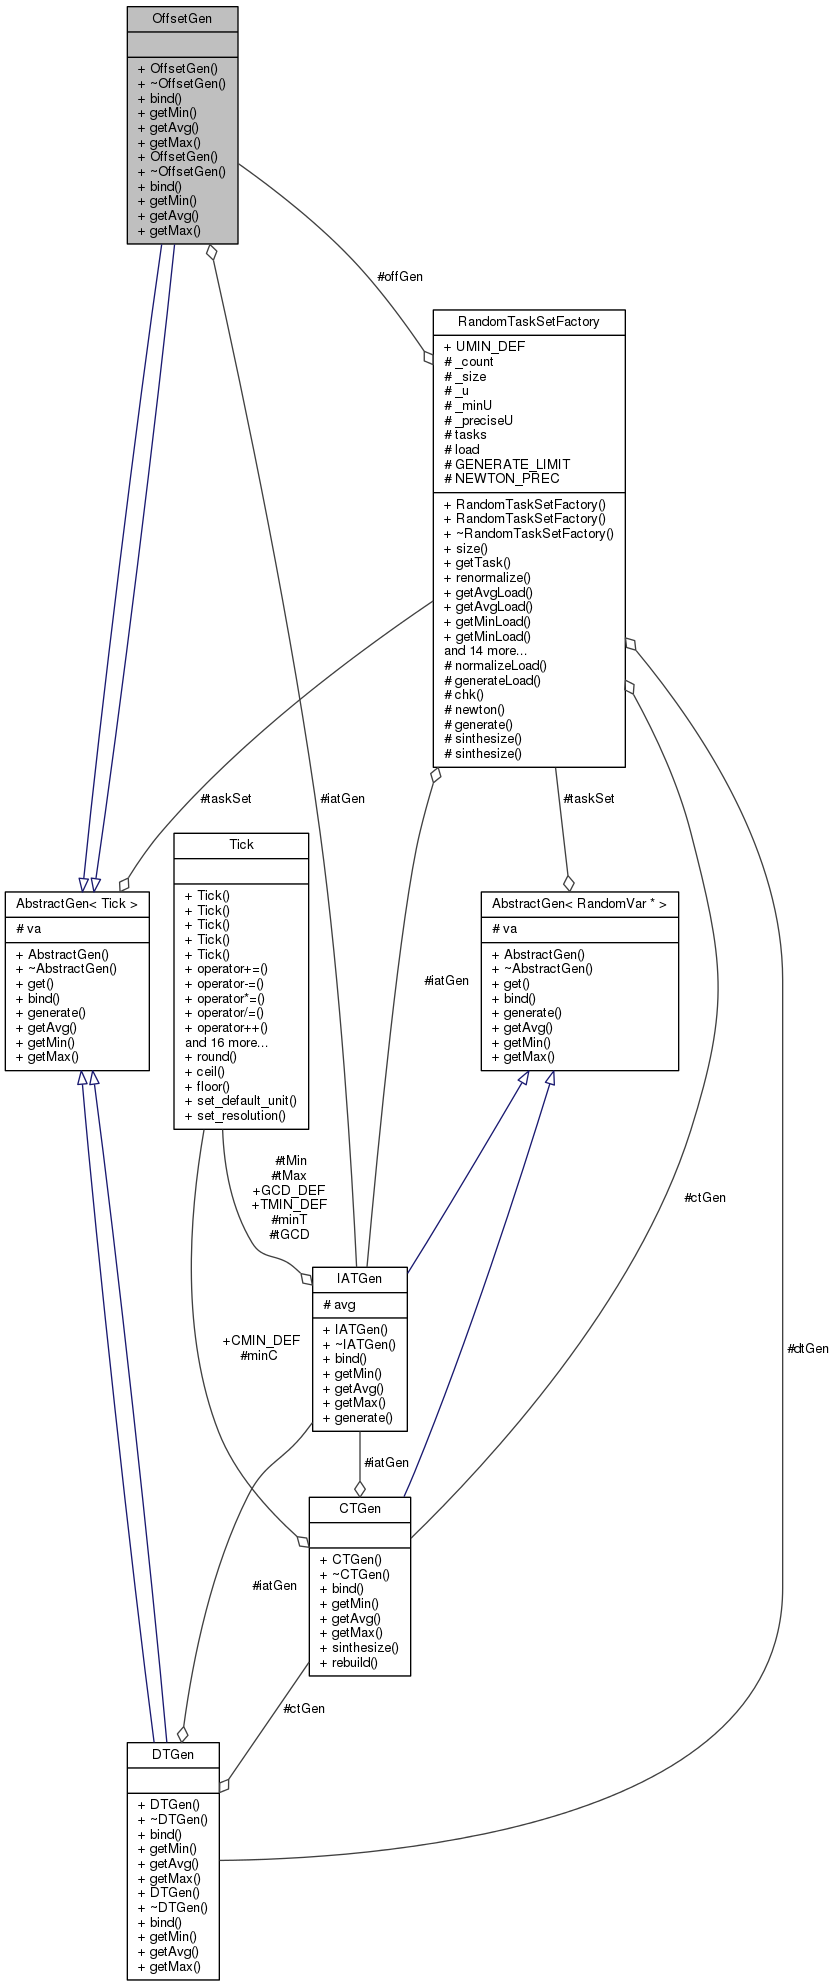 OffsetGen
+ OffsetGen()
+ ~OffsetGen()
+ bind()
+ getMin()
+ getAvg()
+ getMax()
+ OffsetGen()
+ ~OffsetGen()
+ bind()
+ getMin()
+ getAvg()
+ getMax()
#offGen
RandomTaskSetFactory
+ UMIN_DEF
# _count
# _size
# _u
# _minU
# _preciseU
# tasks
# load
# GENERATE_LIMIT
# NEWTON_PREC
+ RandomTaskSetFactory()
+ RandomTaskSetFactory()
+ ~RandomTaskSetFactory()
+ size()
+ getTask()
+ renormalize()
+ getAvgLoad()
+ getAvgLoad()
+ getMinLoad()
+ getMinLoad()
and 14 more...
# normalizeLoad()
# generateLoad()
# chk()
# newton()
# generate()
# sinthesize()
# sinthesize()
#taskSet
#iatGen
#taskSet
Tick
+ Tick()
+ Tick()
+ Tick()
+ Tick()
+ Tick()
+ operator+=()
+ operator-=()
+ operator*=()
+ operator/=()
+ operator++()
and 16 more...
+ round()
+ ceil()
+ floor()
+ set_default_unit()
+ set_resolution()
AbstractGen< Tick >
# va
+ AbstractGen()
+ ~AbstractGen()
+ get()
+ bind()
+ generate()
+ getAvg()
+ getMin()
+ getMax()
AbstractGen< RandomVar * >
# va
+ AbstractGen()
+ ~AbstractGen()
+ get()
+ bind()
+ generate()
+ getAvg()
+ getMin()
+ getMax()
#iatGen
#tMin
#tMax
+GCD_DEF
+TMIN_DEF
#minT
#tGCD
#ctGen
IATGen
# avg
+ IATGen()
+ ~IATGen()
+ bind()
+ getMin()
+ getAvg()
+ getMax()
+ generate()
+CMIN_DEF
#minC
#dtGen
#iatGen
CTGen
+ CTGen()
+ ~CTGen()
+ bind()
+ getMin()
+ getAvg()
+ getMax()
+ sinthesize()
+ rebuild()
#iatGen
#ctGen
DTGen
+ DTGen()
+ ~DTGen()
+ bind()
+ getMin()
+ getAvg()
+ getMax()
+ DTGen()
+ ~DTGen()
+ bind()
+ getMin()
+ getAvg()
+ getMax()